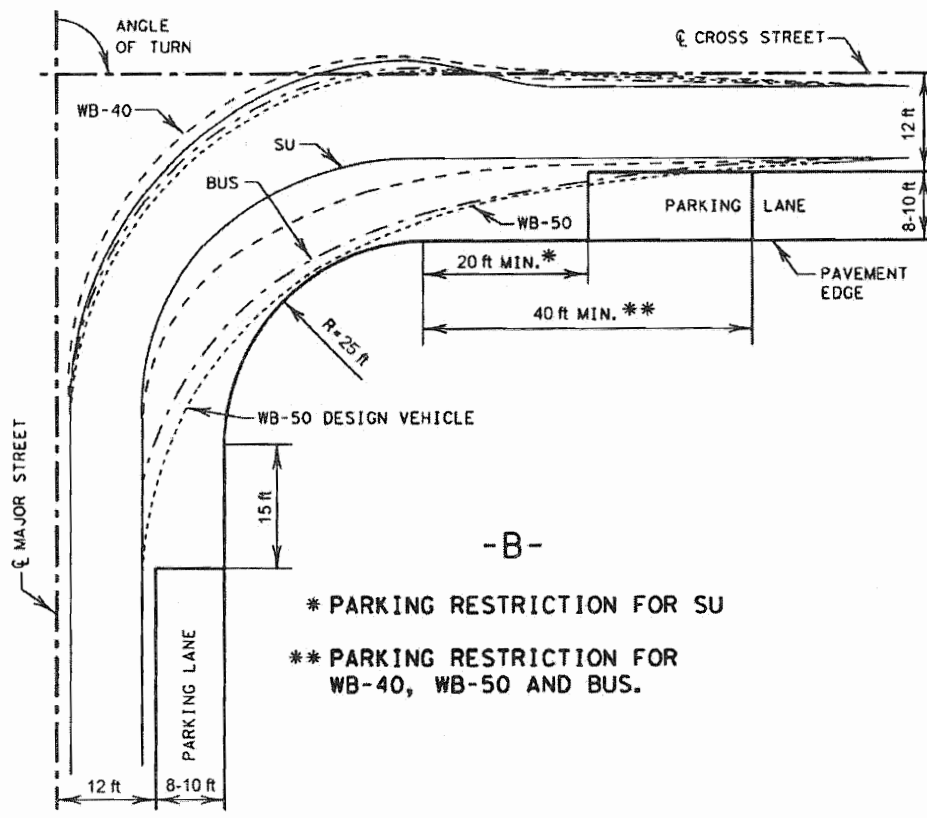 ANGLE
OF TURN
℄ CROSS STREET
WB-40
SU
BUS
WB-50
12 ft
PARKING LANE
8-10 ft
20 ft MIN.*
PAVEMENT
EDGE
40 ft MIN. **
R=25 ft
WB-50 DESIGN VEHICLE
℄ MAJOR STREET
15 ft
-B-
* PARKING RESTRICTION FOR SU
** PARKING RESTRICTION FOR
WB-40, WB-50 AND BUS.
PARKING LANE
12 ft
8-10 ft